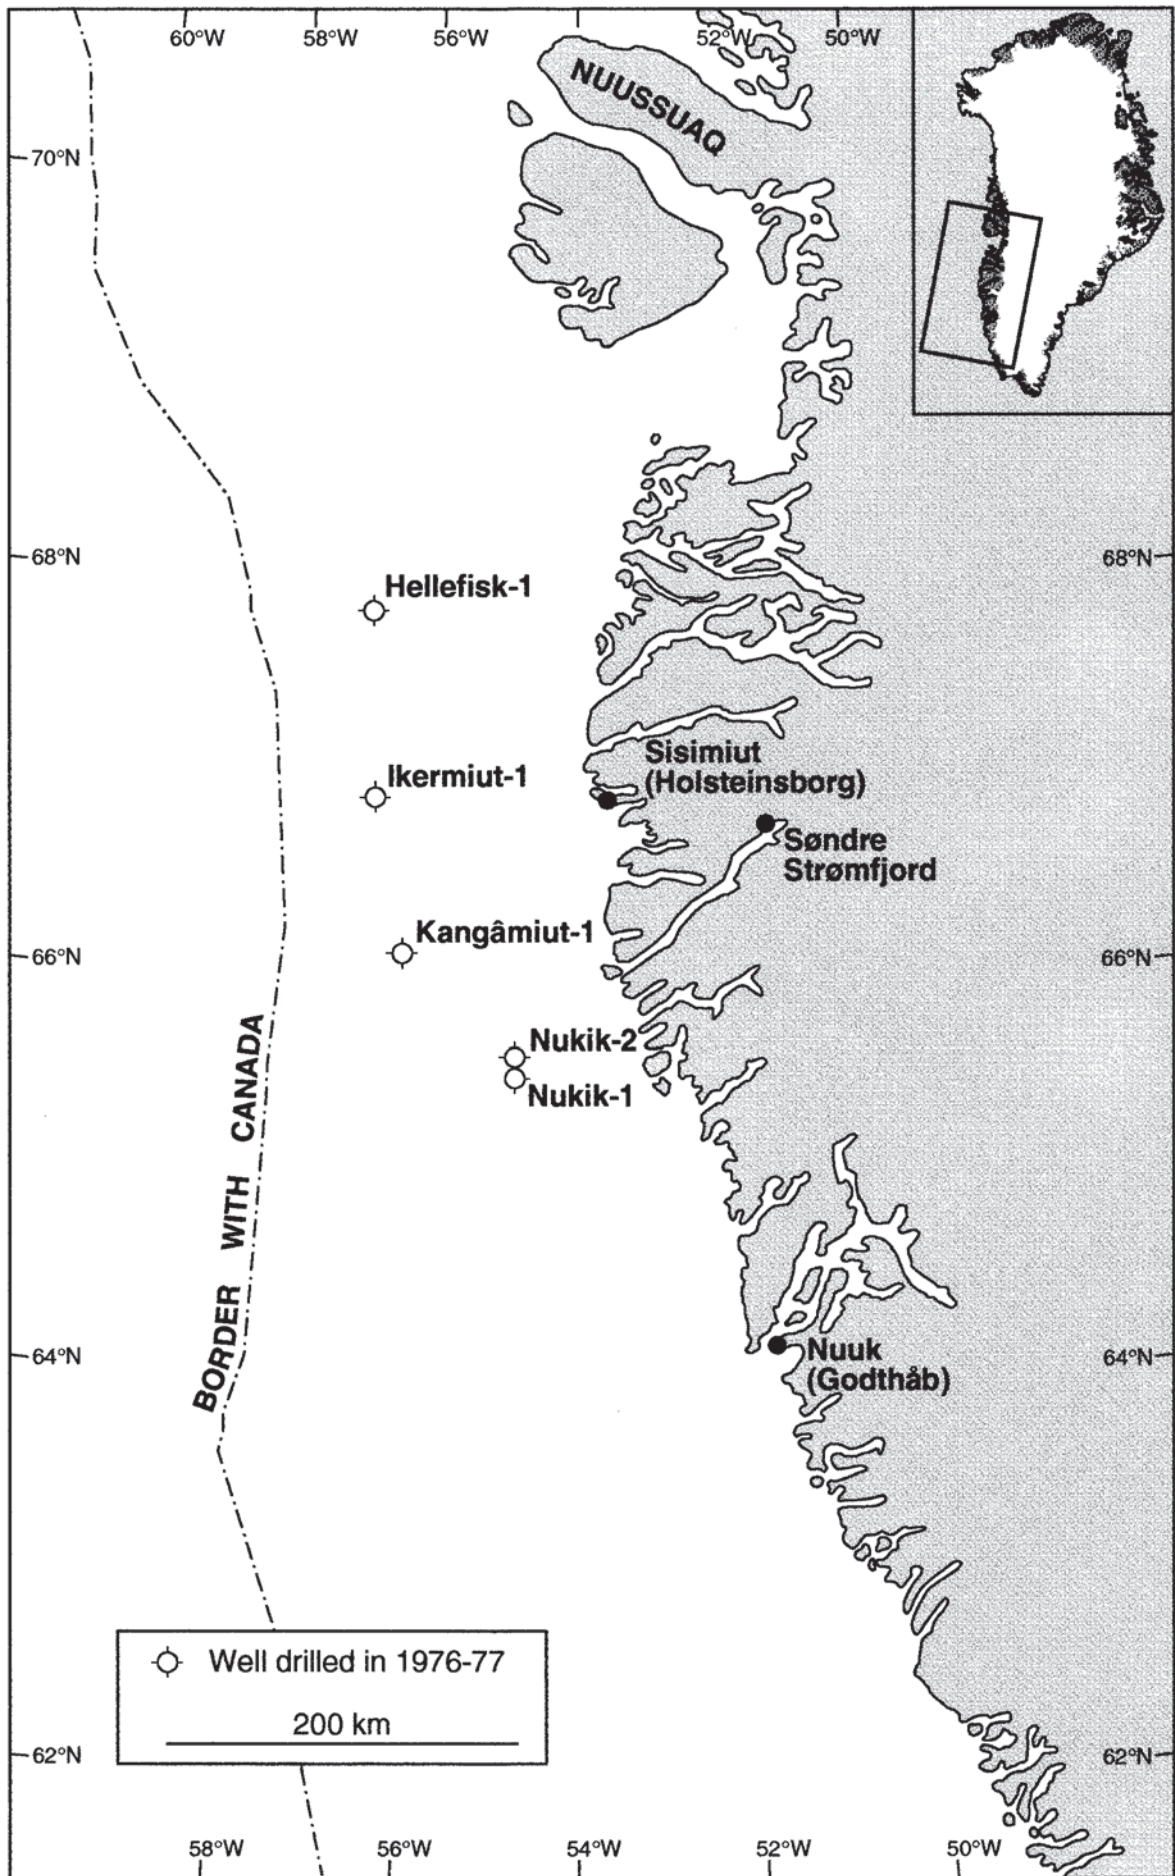 60°W
58°W
56°W
52°W
50°W
NUUSSUAQ
70°N
68°N
68°N
Hellefisk-1
Sisimiut
(Holsteinsborg)
Ikermiut-1
Søndre
Strømfjord
Kangâmiut-1
66°N
66°N
Nukik-2
Nukik-1
BORDER WITH CANADA
64°N
64°N
Nuuk
(Godthåb)
Well drilled in 1976-77
200 km
62°N
62°N
58°W
56°W
54°W
52°W
50°W